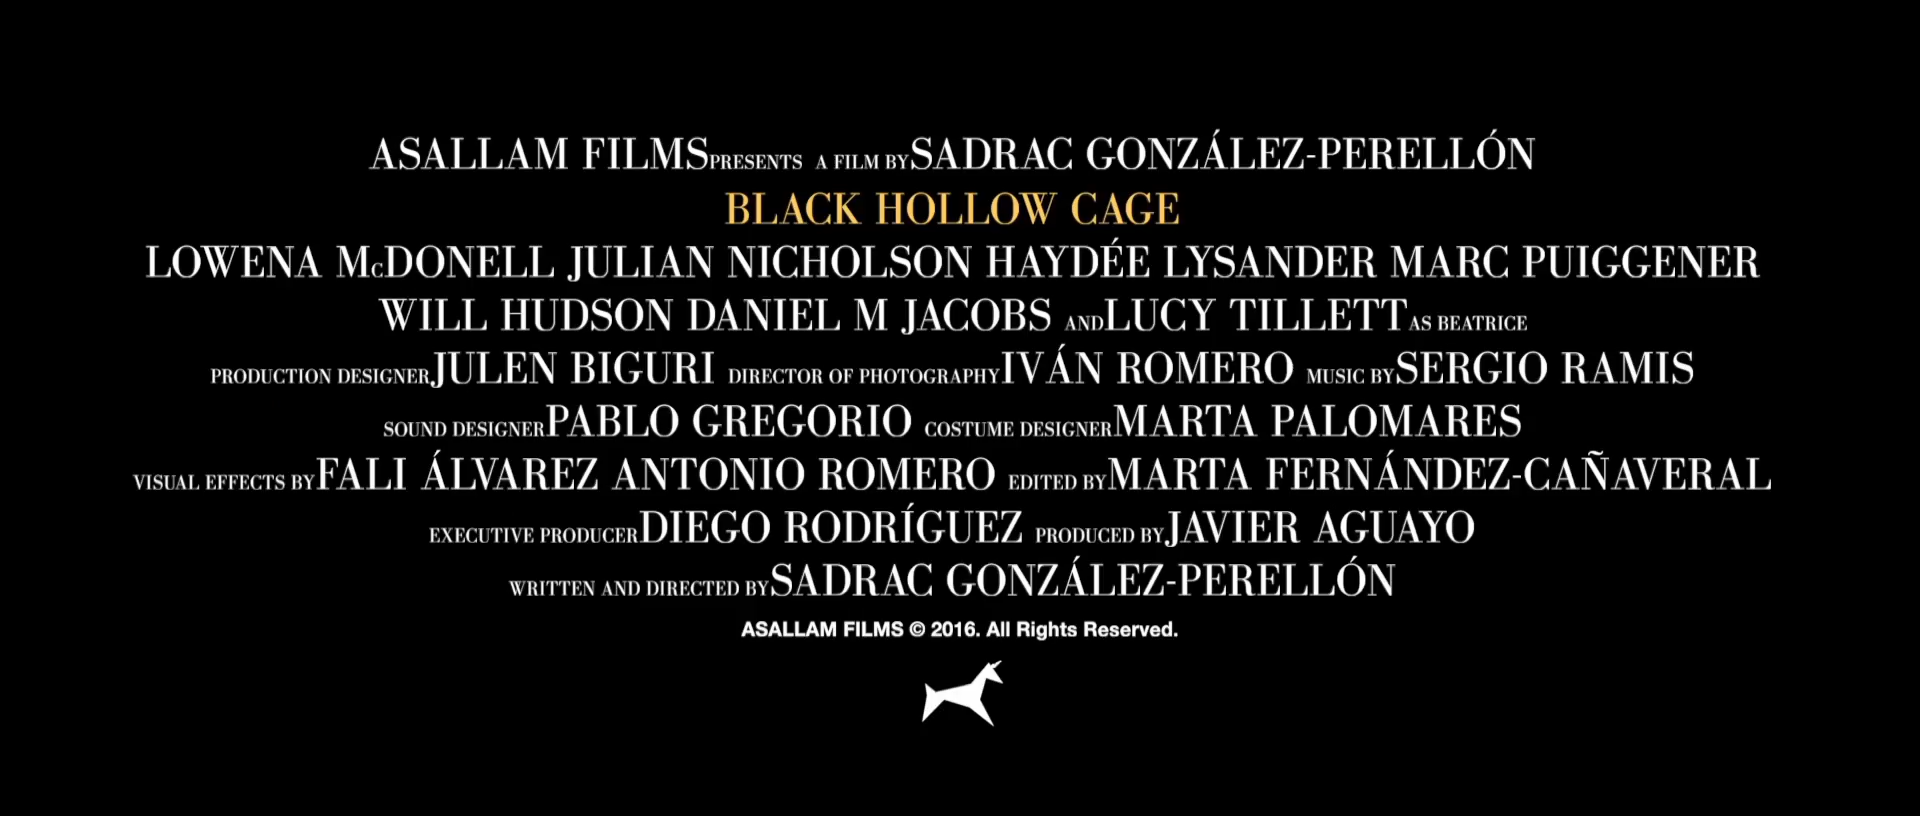 ASALLAM FILMS PRESENTS A FILM BY SADRAC GONZÁLEZ-PERELLÓN
BLACK HOLLOW CAGE
LOWENA McDONELL JULIAN NICHOLSON HAYDÉE LYSANDER MARC PUIGGENER
WILL HUDSON DANIEL M JACOBS AND LUCY TILLETT AS BEATRICE
PRODUCTION DESIGNER JULEN BIGURI DIRECTOR OF PHOTOGRAPHY IVÁN ROMERO MUSIC BY SERGIO RAMIS
SOUND DESIGNER PABLO GREGORIO COSTUME DESIGNER MARTA PALOMARES
VISUAL EFFECTS BY FALI ÁLVAREZ ANTONIO ROMERO EDITED BY MARTA FERNÁNDEZ-CAÑAVERAL
EXECUTIVE PRODUCER DIEGO RODRÍGUEZ PRODUCED BY JAVIER AGUAYO
WRITTEN AND DIRECTED BY SADRAC GONZÁLEZ-PERELLÓN
ASALLAM FILMS © 2016. All Rights Reserved.